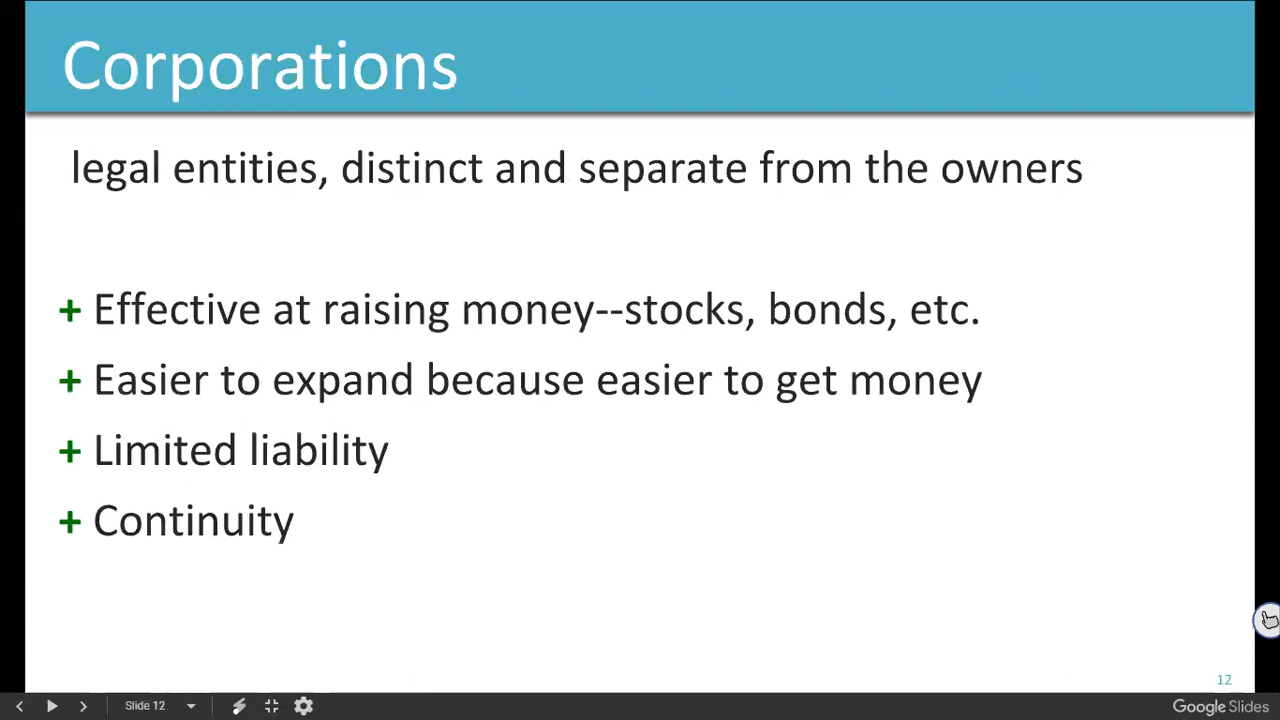 Corporations
legal entities, distinct and separate from the owners
+ Effective at raising money--stocks, bonds, etc.
+ Easier to expand because easier to get money
+ Limited liability
+ Continuity
12
Slide 12
Google Slides